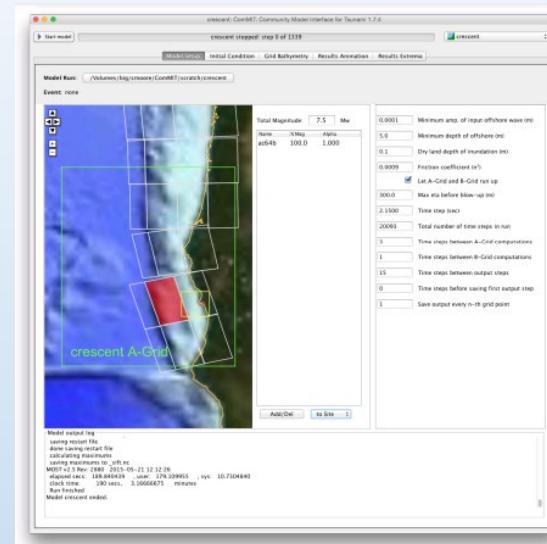 crescent: ComMIT: Community Model Interface for Tsunami 1.7.4
Start model
crescent stopped: step 0 of 1339
crescent
Model Setup
Initial Condition
Grid Bathymetry
Results Animation
Results Extrema
Model Run: /Volumes/big/cmoore/ComMIT/scratch/crescent
Event: none
crescent A-Grid
Total Magnitude: 7.5 Mw
Name %Mag Alpha
ac64b 100.0 1.000
Add/Del
to Site
0.0001 Minimum amp. of input offshore wave (m)
5.0 Minimum depth of offshore (m)
0.1 Dry land depth of inundation (m)
0.0009 Friction coefficient (n²)
Let A-Grid and B-Grid run up
300.0 Max eta before blow-up (m)
2.1500 Time step (sec)
20093 Total number of time steps in run
3 Time steps between A-Grid computations
1 Time steps between B-Grid computations
15 Time steps between output steps
0 Time steps before saving first output step
1 Save output every n-th grid point
Model output log
saving restart file
done saving restart file
calculating maximums
saving maximums to _sift.nc
2015-05-21 12:12:26
elapsed secs: 189.840439 , user: 179.109955 , sys: 10.7304840
clock time: 190 secs, 3.16666675 minutes
Run finished
Model crescent ended.